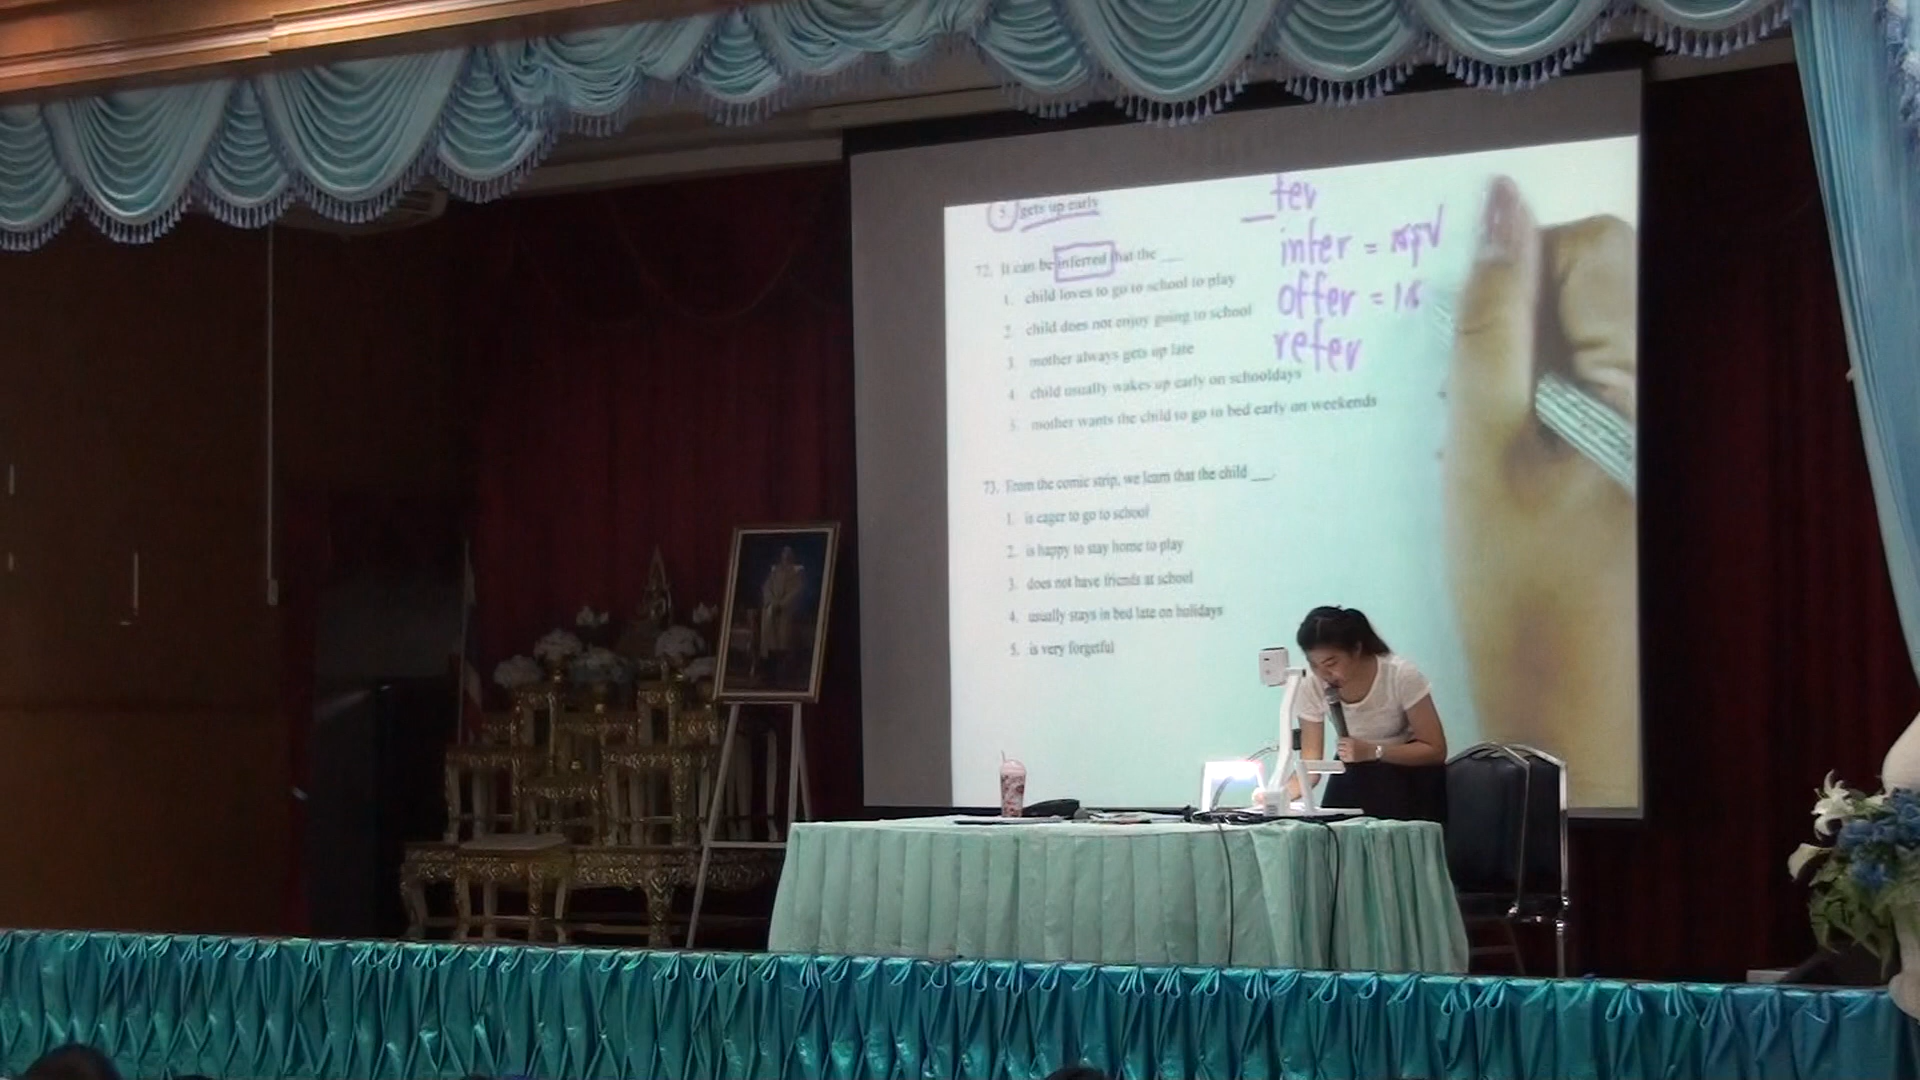 5. gets up early
72. It can be inferred that the ___
1. child loves to go to school to play
2. child does not enjoy going to school
3. mother always gets up late
4. child usually wakes up early on schooldays
5. mother wants the child to go to bed early on weekends
73. From the comic strip, we learn that the child ___.
1. is eager to go to school
2. is happy to stay home to play
3. does not have friends at school
4. usually stays in bed late on holidays
5. is very forgetful
__fer
infer =
offer =
refer